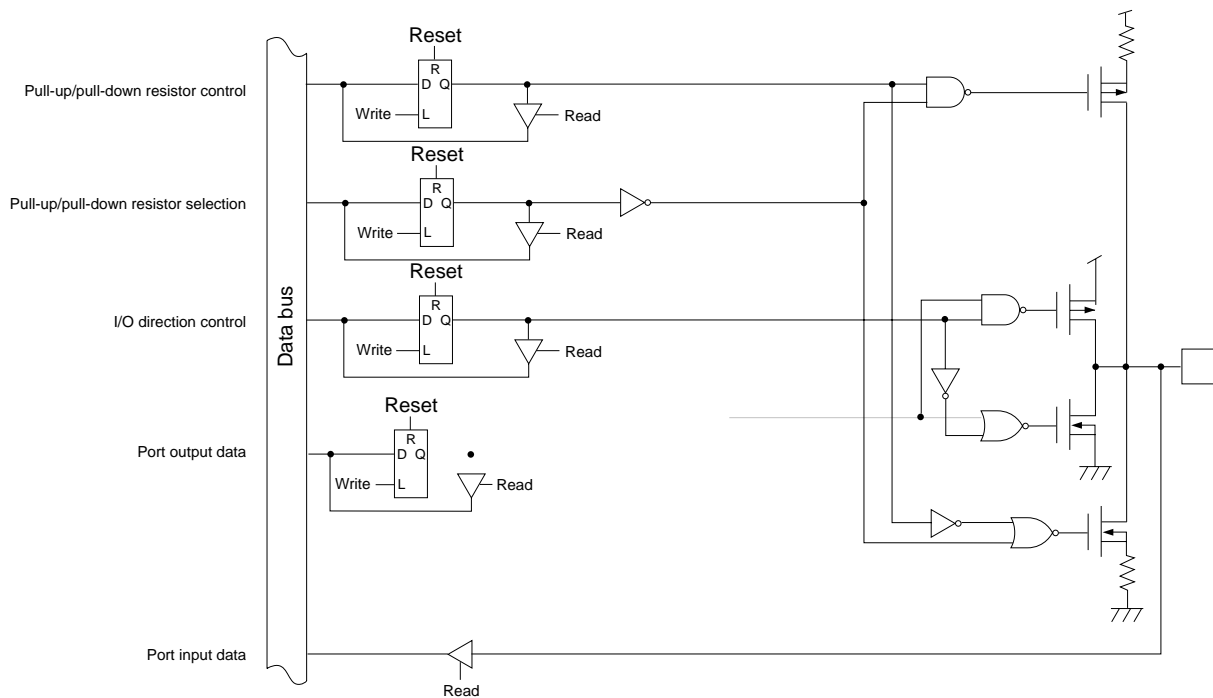 Reset
R
Pull-up/pull-down resistor control
D Q
Write
L
Read
Reset
R
Pull-up/pull-down resistor selection
D Q
Write
L
Read
Reset
R
I/O direction control
D Q
Write
L
Read
Data bus
Reset
R
Port output data
D Q
Write
L
Read
Port input data
Read